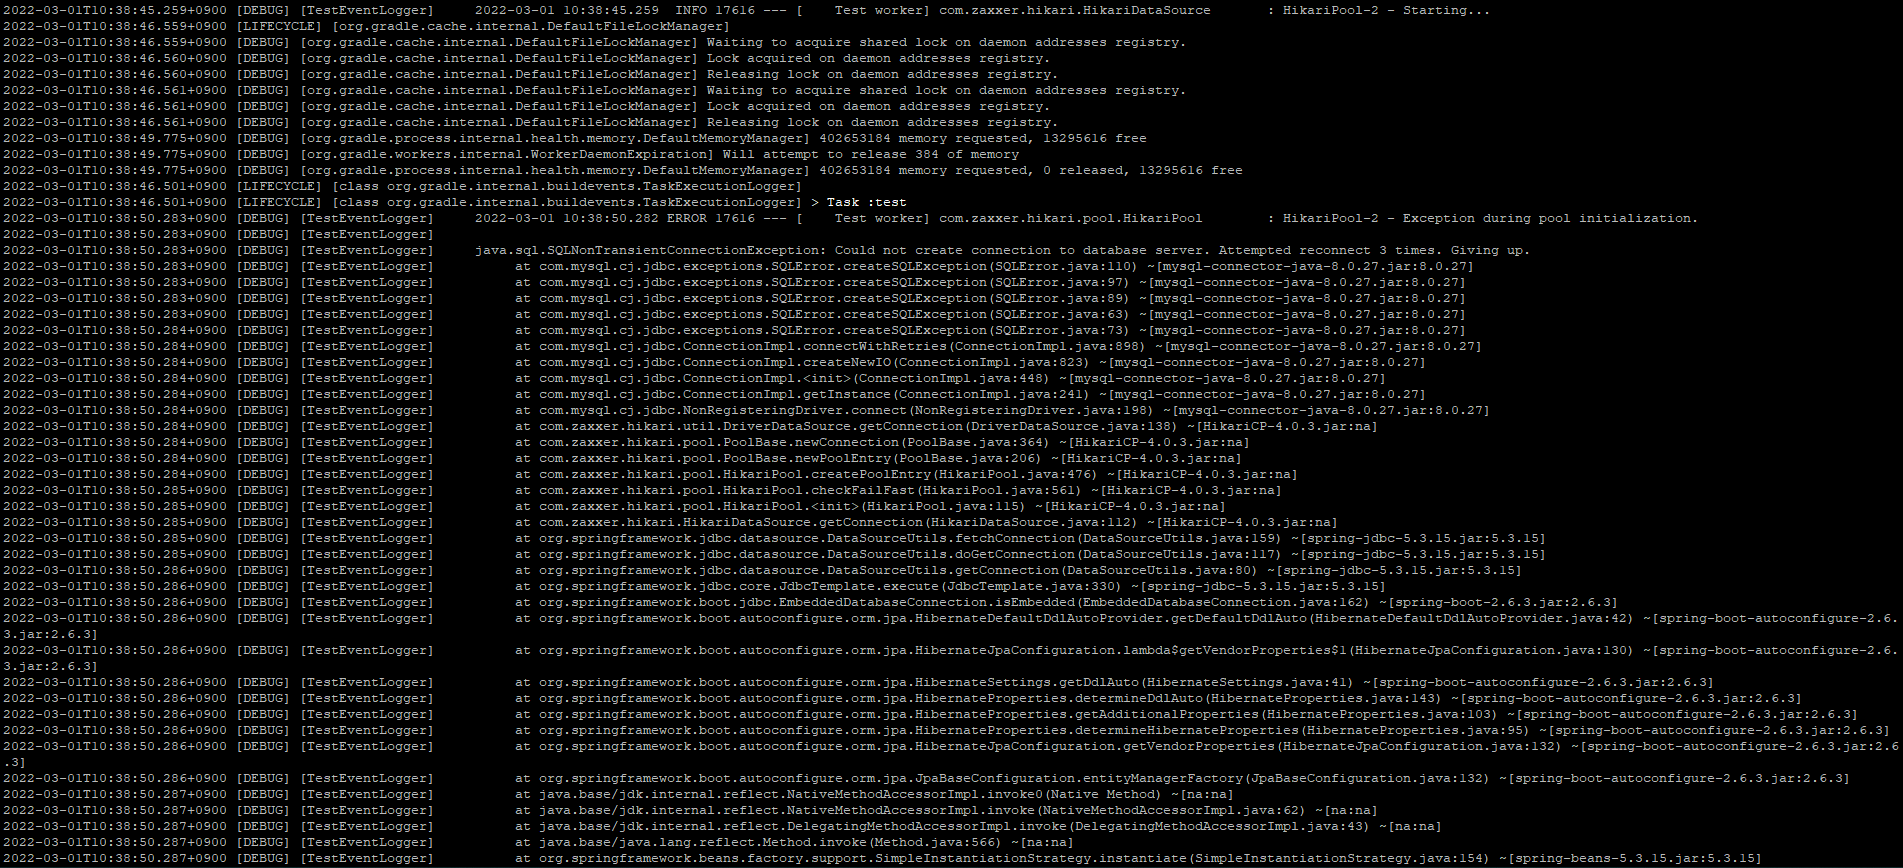 2022-03-01T10:38:45.259+0900 [DEBUG] [TestEventLogger]     2022-03-01 10:38:45.259  INFO 17616 --- [    Test worker] com.zaxxer.hikari.HikariDataSource       : HikariPool-2 - Starting...
2022-03-01T10:38:46.559+0900 [LIFECYCLE] [org.gradle.cache.internal.DefaultFileLockManager]
2022-03-01T10:38:46.559+0900 [DEBUG] [org.gradle.cache.internal.DefaultFileLockManager] Waiting to acquire shared lock on daemon addresses registry.
2022-03-01T10:38:46.560+0900 [DEBUG] [org.gradle.cache.internal.DefaultFileLockManager] Lock acquired on daemon addresses registry.
2022-03-01T10:38:46.560+0900 [DEBUG] [org.gradle.cache.internal.DefaultFileLockManager] Releasing lock on daemon addresses registry.
2022-03-01T10:38:46.561+0900 [DEBUG] [org.gradle.cache.internal.DefaultFileLockManager] Waiting to acquire shared lock on daemon addresses registry.
2022-03-01T10:38:46.561+0900 [DEBUG] [org.gradle.cache.internal.DefaultFileLockManager] Lock acquired on daemon addresses registry.
2022-03-01T10:38:46.561+0900 [DEBUG] [org.gradle.cache.internal.DefaultFileLockManager] Releasing lock on daemon addresses registry.
2022-03-01T10:38:49.775+0900 [DEBUG] [org.gradle.process.internal.health.memory.DefaultMemoryManager] 402653184 memory requested, 13295616 free
2022-03-01T10:38:49.775+0900 [DEBUG] [org.gradle.workers.internal.WorkerDaemonExpiration] Will attempt to release 384 of memory
2022-03-01T10:38:49.775+0900 [DEBUG] [org.gradle.process.internal.health.memory.DefaultMemoryManager] 402653184 memory requested, 0 released, 13295616 free
2022-03-01T10:38:46.501+0900 [LIFECYCLE] [class org.gradle.internal.buildevents.TaskExecutionLogger]
2022-03-01T10:38:46.501+0900 [LIFECYCLE] [class org.gradle.internal.buildevents.TaskExecutionLogger] > Task :test
2022-03-01T10:38:50.283+0900 [DEBUG] [TestEventLogger]     2022-03-01 10:38:50.282 ERROR 17616 --- [    Test worker] com.zaxxer.hikari.pool.HikariPool        : HikariPool-2 - Exception during pool initialization.
2022-03-01T10:38:50.283+0900 [DEBUG] [TestEventLogger]
2022-03-01T10:38:50.283+0900 [DEBUG] [TestEventLogger]     java.sql.SQLNonTransientConnectionException: Could not create connection to database server. Attempted reconnect 3 times. Giving up.
2022-03-01T10:38:50.283+0900 [DEBUG] [TestEventLogger]          at com.mysql.cj.jdbc.exceptions.SQLError.createSQLException(SQLError.java:110) ~[mysql-connector-java-8.0.27.jar:8.0.27]
2022-03-01T10:38:50.283+0900 [DEBUG] [TestEventLogger]          at com.mysql.cj.jdbc.exceptions.SQLError.createSQLException(SQLError.java:97) ~[mysql-connector-java-8.0.27.jar:8.0.27]
2022-03-01T10:38:50.283+0900 [DEBUG] [TestEventLogger]          at com.mysql.cj.jdbc.exceptions.SQLError.createSQLException(SQLError.java:89) ~[mysql-connector-java-8.0.27.jar:8.0.27]
2022-03-01T10:38:50.283+0900 [DEBUG] [TestEventLogger]          at com.mysql.cj.jdbc.exceptions.SQLError.createSQLException(SQLError.java:63) ~[mysql-connector-java-8.0.27.jar:8.0.27]
2022-03-01T10:38:50.284+0900 [DEBUG] [TestEventLogger]          at com.mysql.cj.jdbc.exceptions.SQLError.createSQLException(SQLError.java:73) ~[mysql-connector-java-8.0.27.jar:8.0.27]
2022-03-01T10:38:50.284+0900 [DEBUG] [TestEventLogger]          at com.mysql.cj.jdbc.ConnectionImpl.connectWithRetries(ConnectionImpl.java:898) ~[mysql-connector-java-8.0.27.jar:8.0.27]
2022-03-01T10:38:50.284+0900 [DEBUG] [TestEventLogger]          at com.mysql.cj.jdbc.ConnectionImpl.createNewIO(ConnectionImpl.java:823) ~[mysql-connector-java-8.0.27.jar:8.0.27]
2022-03-01T10:38:50.284+0900 [DEBUG] [TestEventLogger]          at com.mysql.cj.jdbc.ConnectionImpl.<init>(ConnectionImpl.java:448) ~[mysql-connector-java-8.0.27.jar:8.0.27]
2022-03-01T10:38:50.284+0900 [DEBUG] [TestEventLogger]          at com.mysql.cj.jdbc.ConnectionImpl.getInstance(ConnectionImpl.java:241) ~[mysql-connector-java-8.0.27.jar:8.0.27]
2022-03-01T10:38:50.284+0900 [DEBUG] [TestEventLogger]          at com.mysql.cj.jdbc.NonRegisteringDriver.connect(NonRegisteringDriver.java:198) ~[mysql-connector-java-8.0.27.jar:8.0.27]
2022-03-01T10:38:50.284+0900 [DEBUG] [TestEventLogger]          at com.zaxxer.hikari.util.DriverDataSource.getConnection(DriverDataSource.java:138) ~[HikariCP-4.0.3.jar:na]
2022-03-01T10:38:50.284+0900 [DEBUG] [TestEventLogger]          at com.zaxxer.hikari.pool.PoolBase.newConnection(PoolBase.java:364) ~[HikariCP-4.0.3.jar:na]
2022-03-01T10:38:50.284+0900 [DEBUG] [TestEventLogger]          at com.zaxxer.hikari.pool.PoolBase.newPoolEntry(PoolBase.java:206) ~[HikariCP-4.0.3.jar:na]
2022-03-01T10:38:50.284+0900 [DEBUG] [TestEventLogger]          at com.zaxxer.hikari.pool.HikariPool.createPoolEntry(HikariPool.java:476) ~[HikariCP-4.0.3.jar:na]
2022-03-01T10:38:50.285+0900 [DEBUG] [TestEventLogger]          at com.zaxxer.hikari.pool.HikariPool.checkFailFast(HikariPool.java:561) ~[HikariCP-4.0.3.jar:na]
2022-03-01T10:38:50.285+0900 [DEBUG] [TestEventLogger]          at com.zaxxer.hikari.pool.HikariPool.<init>(HikariPool.java:115) ~[HikariCP-4.0.3.jar:na]
2022-03-01T10:38:50.285+0900 [DEBUG] [TestEventLogger]          at com.zaxxer.hikari.HikariDataSource.getConnection(HikariDataSource.java:112) ~[HikariCP-4.0.3.jar:na]
2022-03-01T10:38:50.285+0900 [DEBUG] [TestEventLogger]          at org.springframework.jdbc.datasource.DataSourceUtils.fetchConnection(DataSourceUtils.java:159) ~[spring-jdbc-5.3.15.jar:5.3.15]
2022-03-01T10:38:50.285+0900 [DEBUG] [TestEventLogger]          at org.springframework.jdbc.datasource.DataSourceUtils.doGetConnection(DataSourceUtils.java:117) ~[spring-jdbc-5.3.15.jar:5.3.15]
2022-03-01T10:38:50.286+0900 [DEBUG] [TestEventLogger]          at org.springframework.jdbc.datasource.DataSourceUtils.getConnection(DataSourceUtils.java:80) ~[spring-jdbc-5.3.15.jar:5.3.15]
2022-03-01T10:38:50.286+0900 [DEBUG] [TestEventLogger]          at org.springframework.jdbc.core.JdbcTemplate.execute(JdbcTemplate.java:330) ~[spring-jdbc-5.3.15.jar:5.3.15]
2022-03-01T10:38:50.286+0900 [DEBUG] [TestEventLogger]          at org.springframework.boot.jdbc.EmbeddedDatabaseConnection.isEmbedded(EmbeddedDatabaseConnection.java:162) ~[spring-boot-2.6.3.jar:2.6.3]
2022-03-01T10:38:50.286+0900 [DEBUG] [TestEventLogger]          at org.springframework.boot.autoconfigure.orm.jpa.HibernateDefaultDdlAutoProvider.getDefaultDdlAuto(HibernateDefaultDdlAutoProvider.java:42) ~[spring-boot-autoconfigure-2.6.
3.jar:2.6.3]
2022-03-01T10:38:50.286+0900 [DEBUG] [TestEventLogger]          at org.springframework.boot.autoconfigure.orm.jpa.HibernateJpaConfiguration.lambda$getVendorProperties$1(HibernateJpaConfiguration.java:130) ~[spring-boot-autoconfigure-2.6.
3.jar:2.6.3]
2022-03-01T10:38:50.286+0900 [DEBUG] [TestEventLogger]          at org.springframework.boot.autoconfigure.orm.jpa.HibernateSettings.getDdlAuto(HibernateSettings.java:41) ~[spring-boot-autoconfigure-2.6.3.jar:2.6.3]
2022-03-01T10:38:50.286+0900 [DEBUG] [TestEventLogger]          at org.springframework.boot.autoconfigure.orm.jpa.HibernateProperties.determineDdlAuto(HibernateProperties.java:143) ~[spring-boot-autoconfigure-2.6.3.jar:2.6.3]
2022-03-01T10:38:50.286+0900 [DEBUG] [TestEventLogger]          at org.springframework.boot.autoconfigure.orm.jpa.HibernateProperties.getAdditionalProperties(HibernateProperties.java:103) ~[spring-boot-autoconfigure-2.6.3.jar:2.6.3]
2022-03-01T10:38:50.286+0900 [DEBUG] [TestEventLogger]          at org.springframework.boot.autoconfigure.orm.jpa.HibernateProperties.determineHibernateProperties(HibernateProperties.java:95) ~[spring-boot-autoconfigure-2.6.3.jar:2.6.3]
2022-03-01T10:38:50.286+0900 [DEBUG] [TestEventLogger]          at org.springframework.boot.autoconfigure.orm.jpa.HibernateJpaConfiguration.getVendorProperties(HibernateJpaConfiguration.java:132) ~[spring-boot-autoconfigure-2.6.3.jar:2.6
.3]
2022-03-01T10:38:50.286+0900 [DEBUG] [TestEventLogger]          at org.springframework.boot.autoconfigure.orm.jpa.JpaBaseConfiguration.entityManagerFactory(JpaBaseConfiguration.java:132) ~[spring-boot-autoconfigure-2.6.3.jar:2.6.3]
2022-03-01T10:38:50.287+0900 [DEBUG] [TestEventLogger]          at java.base/jdk.internal.reflect.NativeMethodAccessorImpl.invoke0(Native Method) ~[na:na]
2022-03-01T10:38:50.287+0900 [DEBUG] [TestEventLogger]          at java.base/jdk.internal.reflect.NativeMethodAccessorImpl.invoke(NativeMethodAccessorImpl.java:62) ~[na:na]
2022-03-01T10:38:50.287+0900 [DEBUG] [TestEventLogger]          at java.base/jdk.internal.reflect.DelegatingMethodAccessorImpl.invoke(DelegatingMethodAccessorImpl.java:43) ~[na:na]
2022-03-01T10:38:50.287+0900 [DEBUG] [TestEventLogger]          at java.base/java.lang.reflect.Method.invoke(Method.java:566) ~[na:na]
2022-03-01T10:38:50.287+0900 [DEBUG] [TestEventLogger]          at org.springframework.beans.factory.support.SimpleInstantiationStrategy.instantiate(SimpleInstantiationStrategy.java:154) ~[spring-beans-5.3.15.jar:5.3.15]